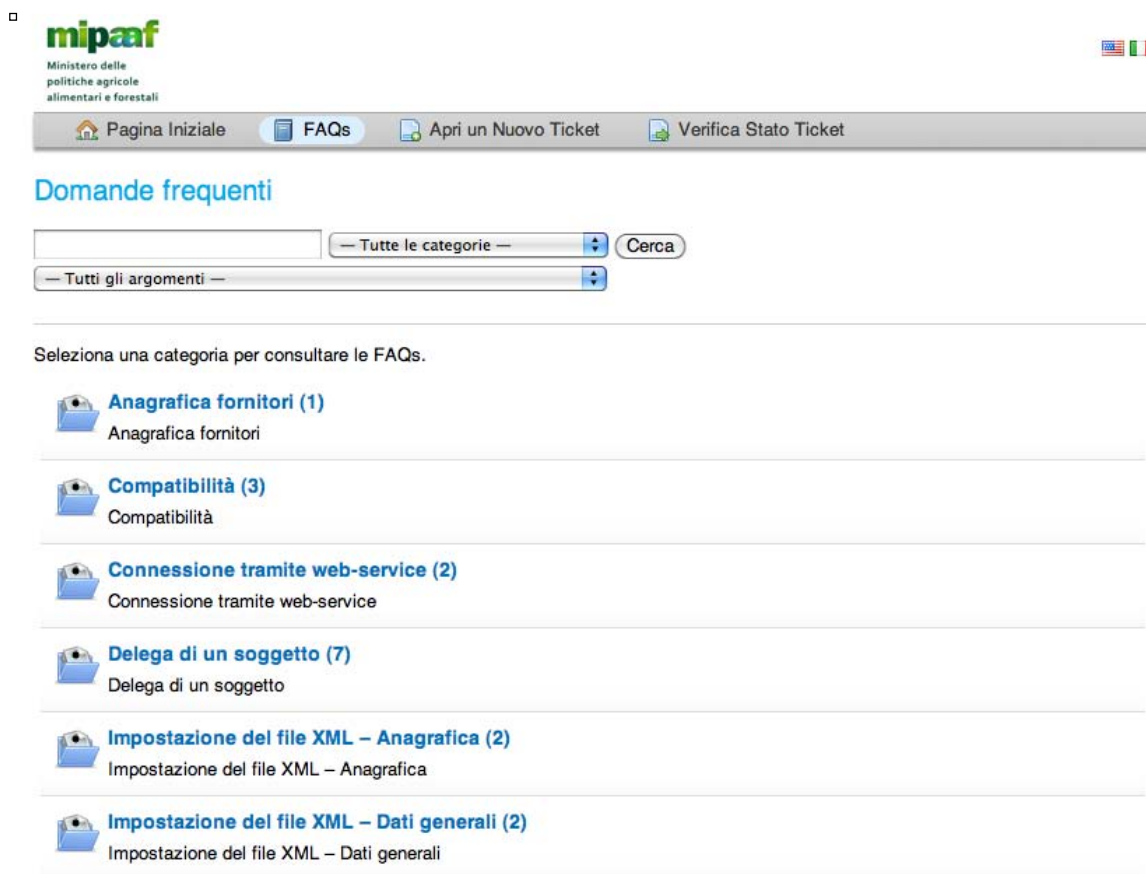 mipaaf
Ministero delle
politiche agricole
alimentari e forestali
Pagina Iniziale FAQs Apri un Nuovo Ticket Verifica Stato Ticket
Domande frequenti
— Tutte le categorie — Cerca
— Tutti gli argomenti —
Seleziona una categoria per consultare le FAQs.
Anagrafica fornitori (1)
Anagrafica fornitori
Compatibilità (3)
Compatibilità
Connessione tramite web-service (2)
Connessione tramite web-service
Delega di un soggetto (7)
Delega di un soggetto
Impostazione del file XML – Anagrafica (2)
Impostazione del file XML – Anagrafica
Impostazione del file XML – Dati generali (2)
Impostazione del file XML – Dati generali